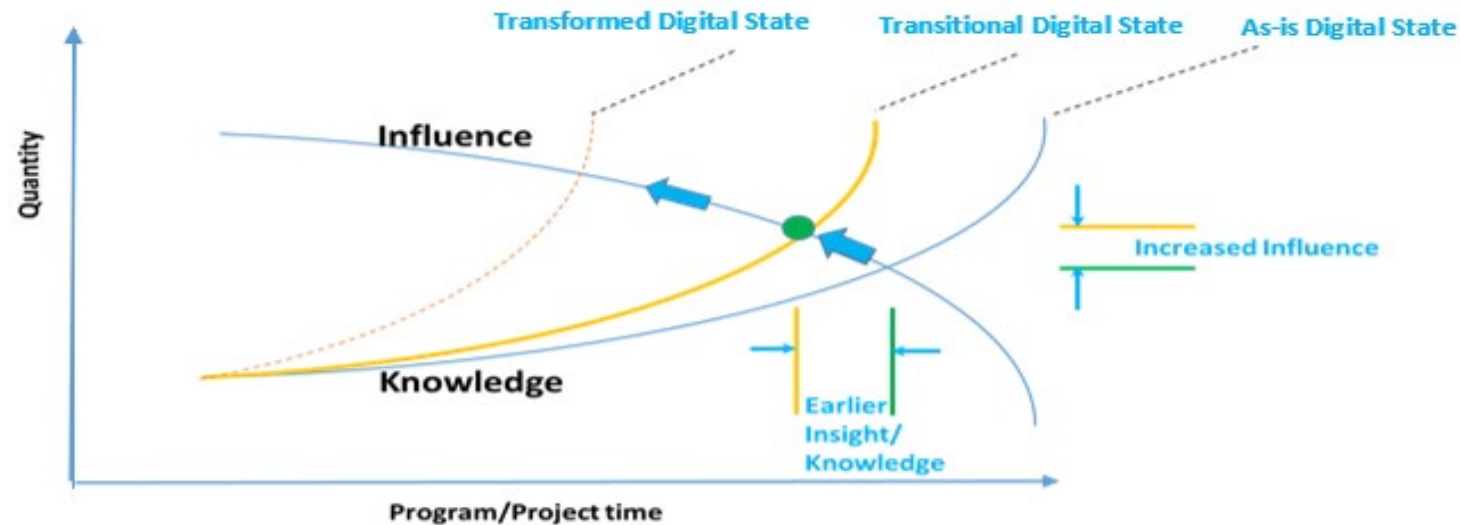 Transformed Digital State
Transitional Digital State
As-is Digital State
Influence
Quantity
Increased Influence
Knowledge
Earlier
Insight/
Knowledge
Program/Project time